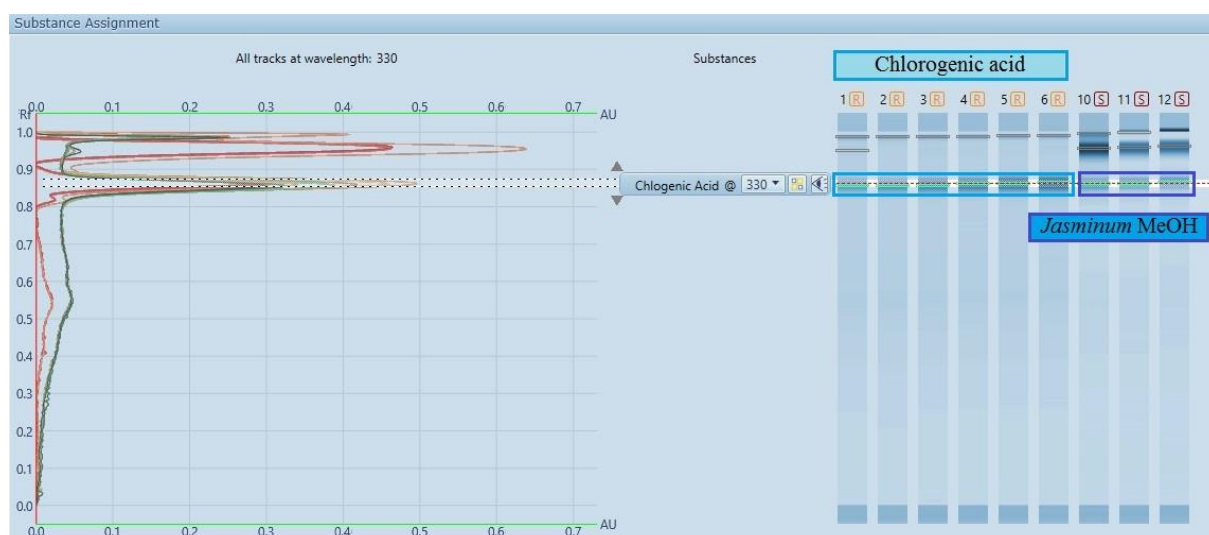 Substance Assignment
All tracks at wavelength: 330
Substances
Chlorogenic acid
1 R 2 R 3 R 4 R 5 R 6 R 10 S 11 S 12 S
0.0 0.1 0.2 0.3 0.4 0.5 0.6 0.7 AU
Rf
1.0
0.9
Chlogenic Acid @ 330
0.8
Jasminum MeOH
0.7
0.6
0.5
0.4
0.3
0.2
0.1
0.0
0.0 0.1 0.2 0.3 0.4 0.5 0.6 0.7 AU